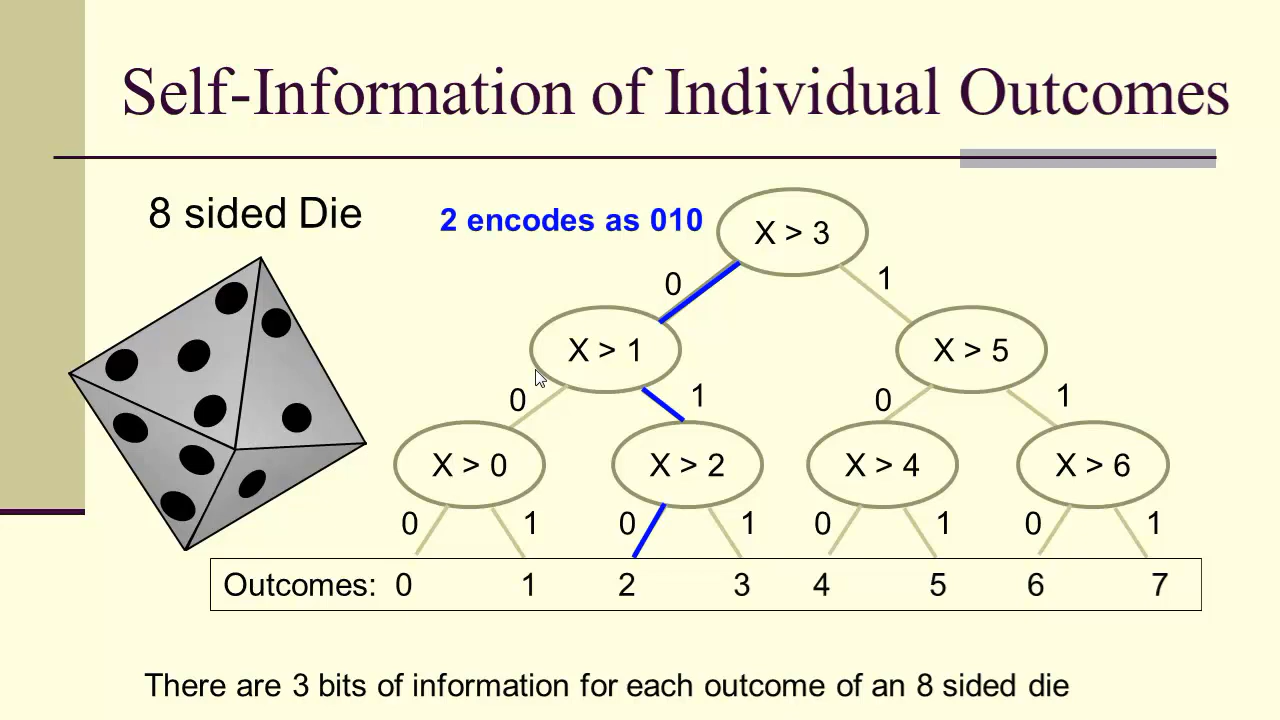 Self-Information of Individual Outcomes
8 sided Die
2 encodes as 010
X > 3
0 1
X > 1 X > 5
0 1 0 1
X > 0 X > 2 X > 4 X > 6
0 1 0 1 0 1 0 1
Outcomes: 0 1 2 3 4 5 6 7
There are 3 bits of information for each outcome of an 8 sided die